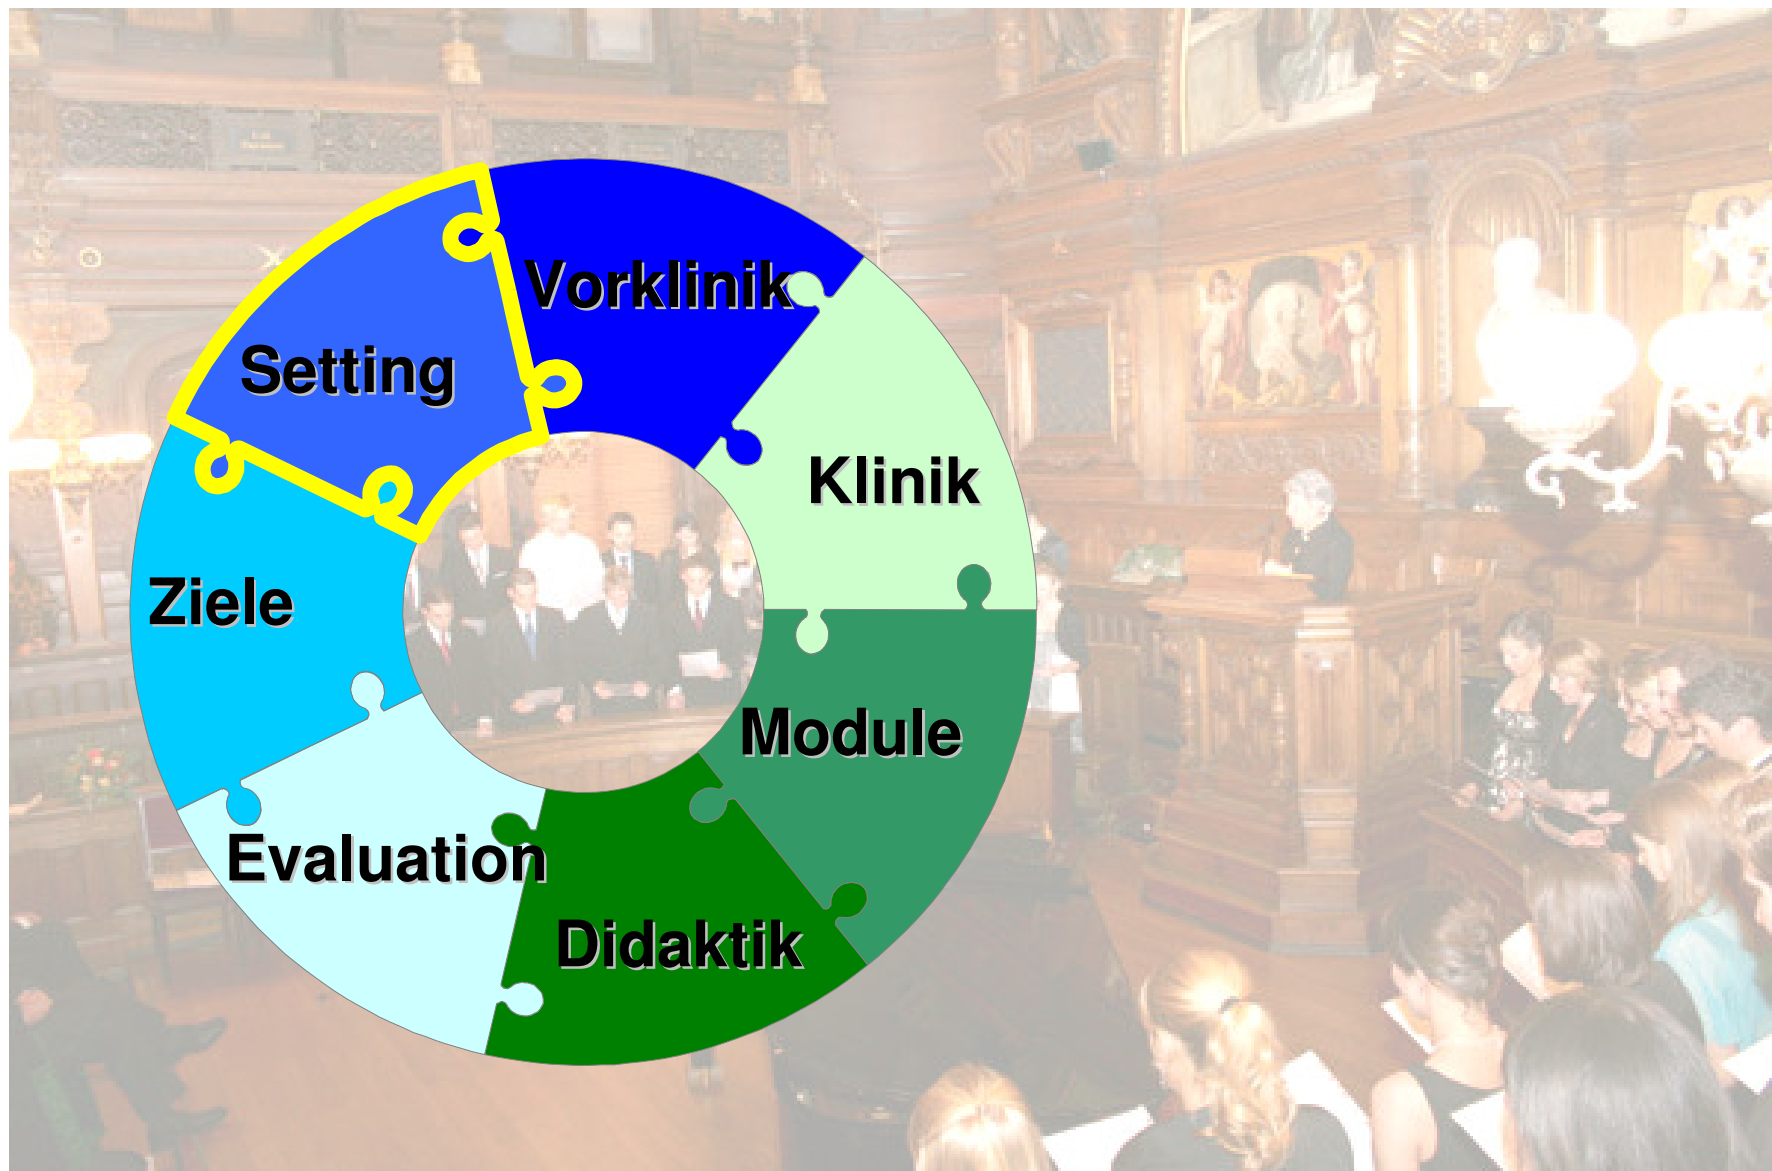 Vorklinik
Setting
Klinik
Ziele
Module
Evaluation
Didaktik